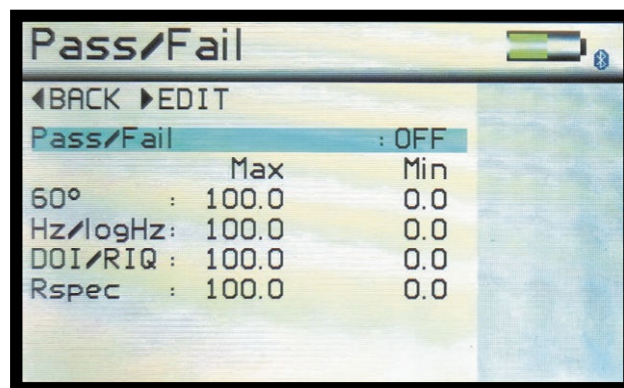 Pass/Fail
◀BACK ▶EDIT
Pass/Fail : OFF
Max Min
60° : 100.0 0.0
Hz/logHz: 100.0 0.0
DOI/RIQ : 100.0 0.0
Rspec : 100.0 0.0